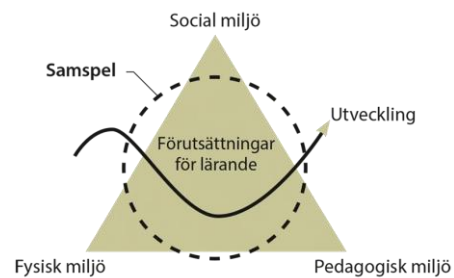 Social miljö
Samspel
Utveckling
Förutsättningar
för lärande
Fysisk miljö
Pedagogisk miljö